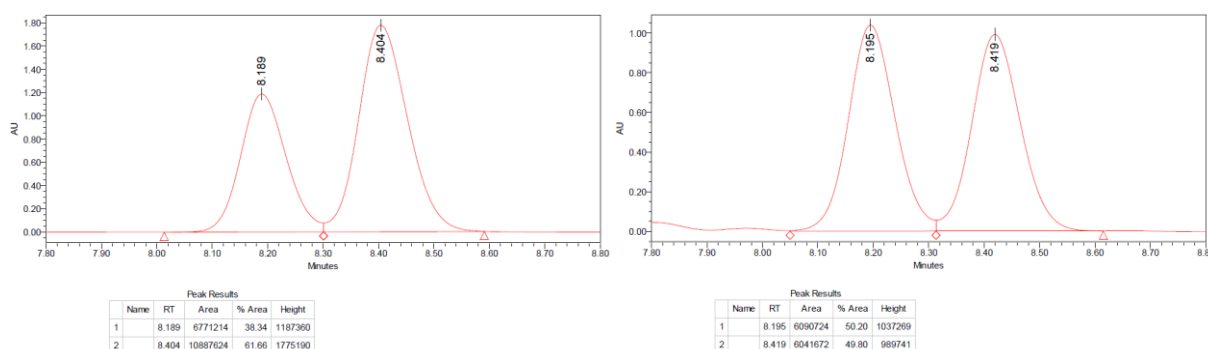 1.80
1.60
1.40
1.20
1.00
0.80
0.60
0.40
0.20
0.00
AU
8.189
8.404
7.80 7.90 8.00 8.10 8.20 8.30 8.40 8.50 8.60 8.70 8.80
Minutes
Peak Results
Name RT Area % Area Height
1 8.189 6771214 38.34 1187360
2 8.404 10887624 61.66 1775190
1.00
0.80
0.60
0.40
0.20
0.00
AU
8.195
8.419
7.80 7.90 8.00 8.10 8.20 8.30 8.40 8.50 8.60 8.70 8.8
Minutes
Peak Results
Name RT Area % Area Height
1 8.195 6090724 50.20 1037269
2 8.419 6041672 49.80 989741